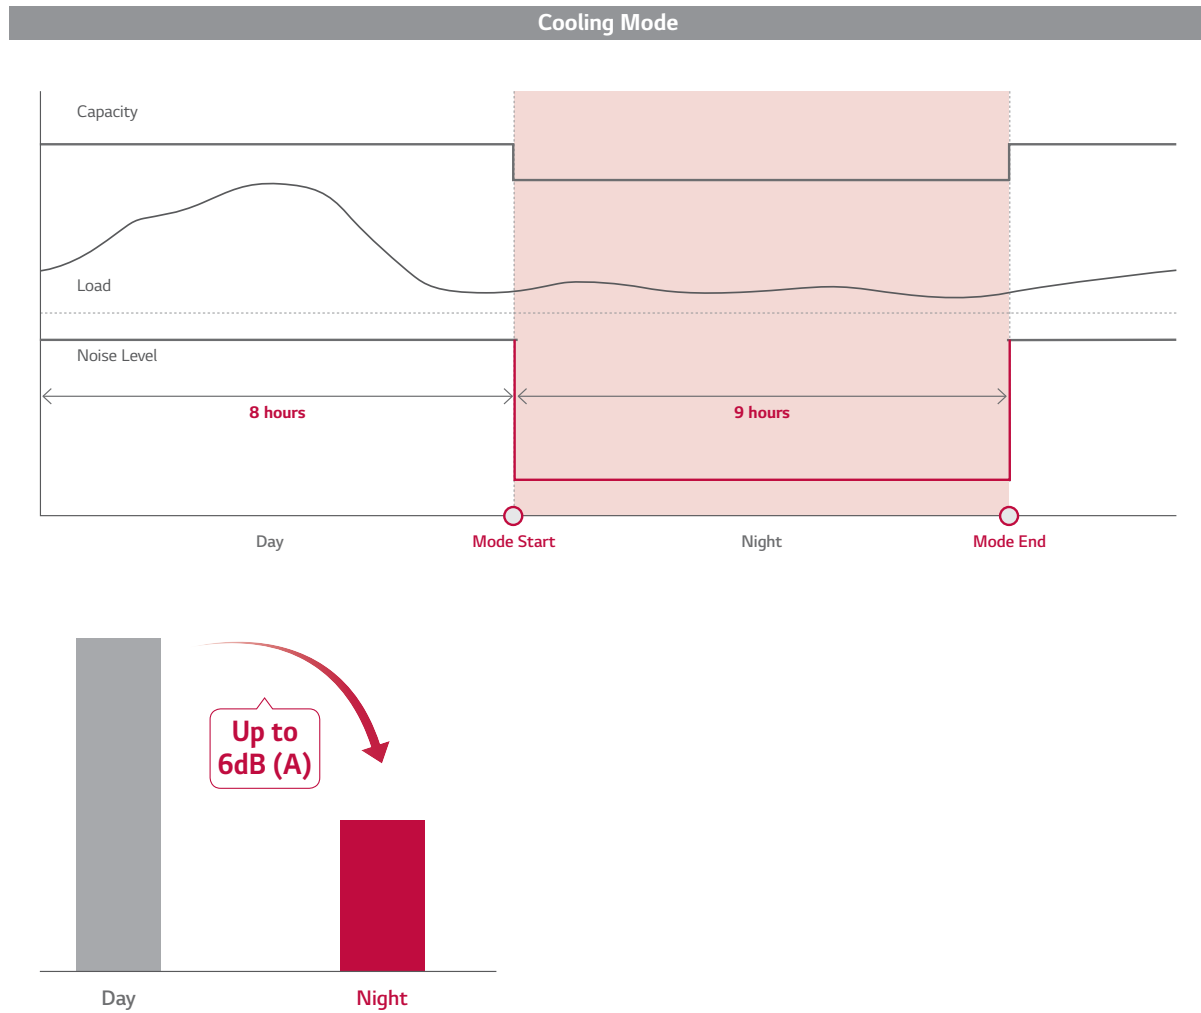 Cooling Mode
Capacity
Load
Noise Level
8 hours
9 hours
Day
Mode Start
Night
Mode End
Up to
6dB (A)
Day
Night